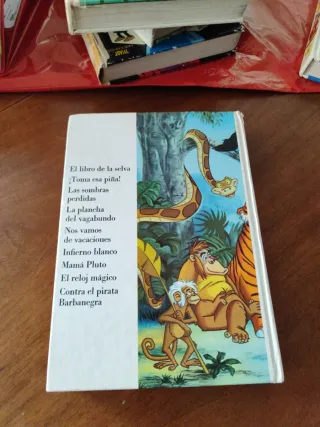 El libro de la selva
¡Toma esa piña!
Las sombras
perdidas
La plancha
del vagabundo
Nos vamos
de vacaciones
Infierno blanco
Mamá Pluto
El reloj mágico
Contra el pirata
Barbanegra